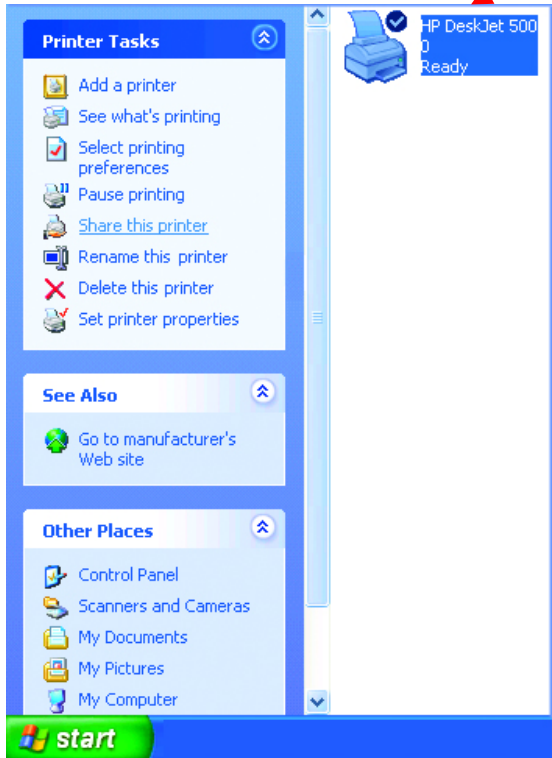 Printer Tasks
Add a printer
See what's printing
Select printing
preferences
Pause printing
Share this printer
Rename this printer
Delete this printer
Set printer properties
See Also
Go to manufacturer's
Web site
Other Places
Control Panel
Scanners and Cameras
My Documents
My Pictures
My Computer
HP DeskJet 500
0
Ready
start